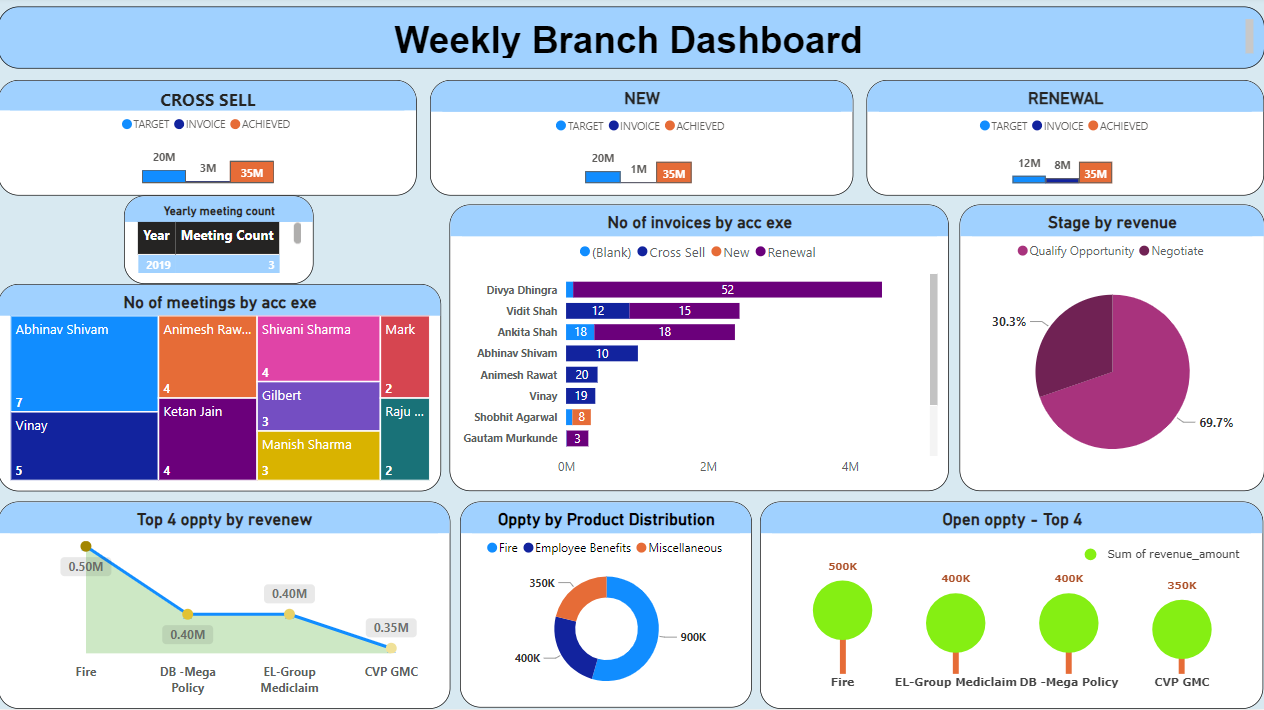 Weekly Branch Dashboard
CROSS SELL
TARGET INVOICE ACHIEVED
20M
3M
35M
NEW
TARGET INVOICE ACHIEVED
20M
1M
35M
RENEWAL
TARGET INVOICE ACHIEVED
12M
8M
35M
Yearly meeting count
Year Meeting Count
2019 3
No of meetings by acc exe
Abhinav Shivam
7
Vinay
5
Animesh Raw...
4
Ketan Jain
4
Shivani Sharma
4
Gilbert
3
Manish Sharma
3
Mark
2
Raju ...
2
No of invoices by acc exe
(Blank) Cross Sell New Renewal
Divya Dhingra 52
Vidit Shah 12 15
Ankita Shah 18 18
Abhinav Shivam 10
Animesh Rawat 20
Vinay 19
Shobhit Agarwal 8
Gautam Murkunde 3
0M 2M 4M
Stage by revenue
Qualify Opportunity Negotiate
30.3%
69.7%
Top 4 oppty by revenew
0.50M
0.40M
0.40M
0.35M
Fire
DB -Mega
Policy
EL-Group
Mediclaim
CVP GMC
Oppty by Product Distribution
Fire Employee Benefits Miscellaneous
350K
900K
400K
Open oppty - Top 4
Sum of revenue_amount
500K
400K
400K
350K
Fire
EL-Group Mediclaim
DB -Mega Policy
CVP GMC